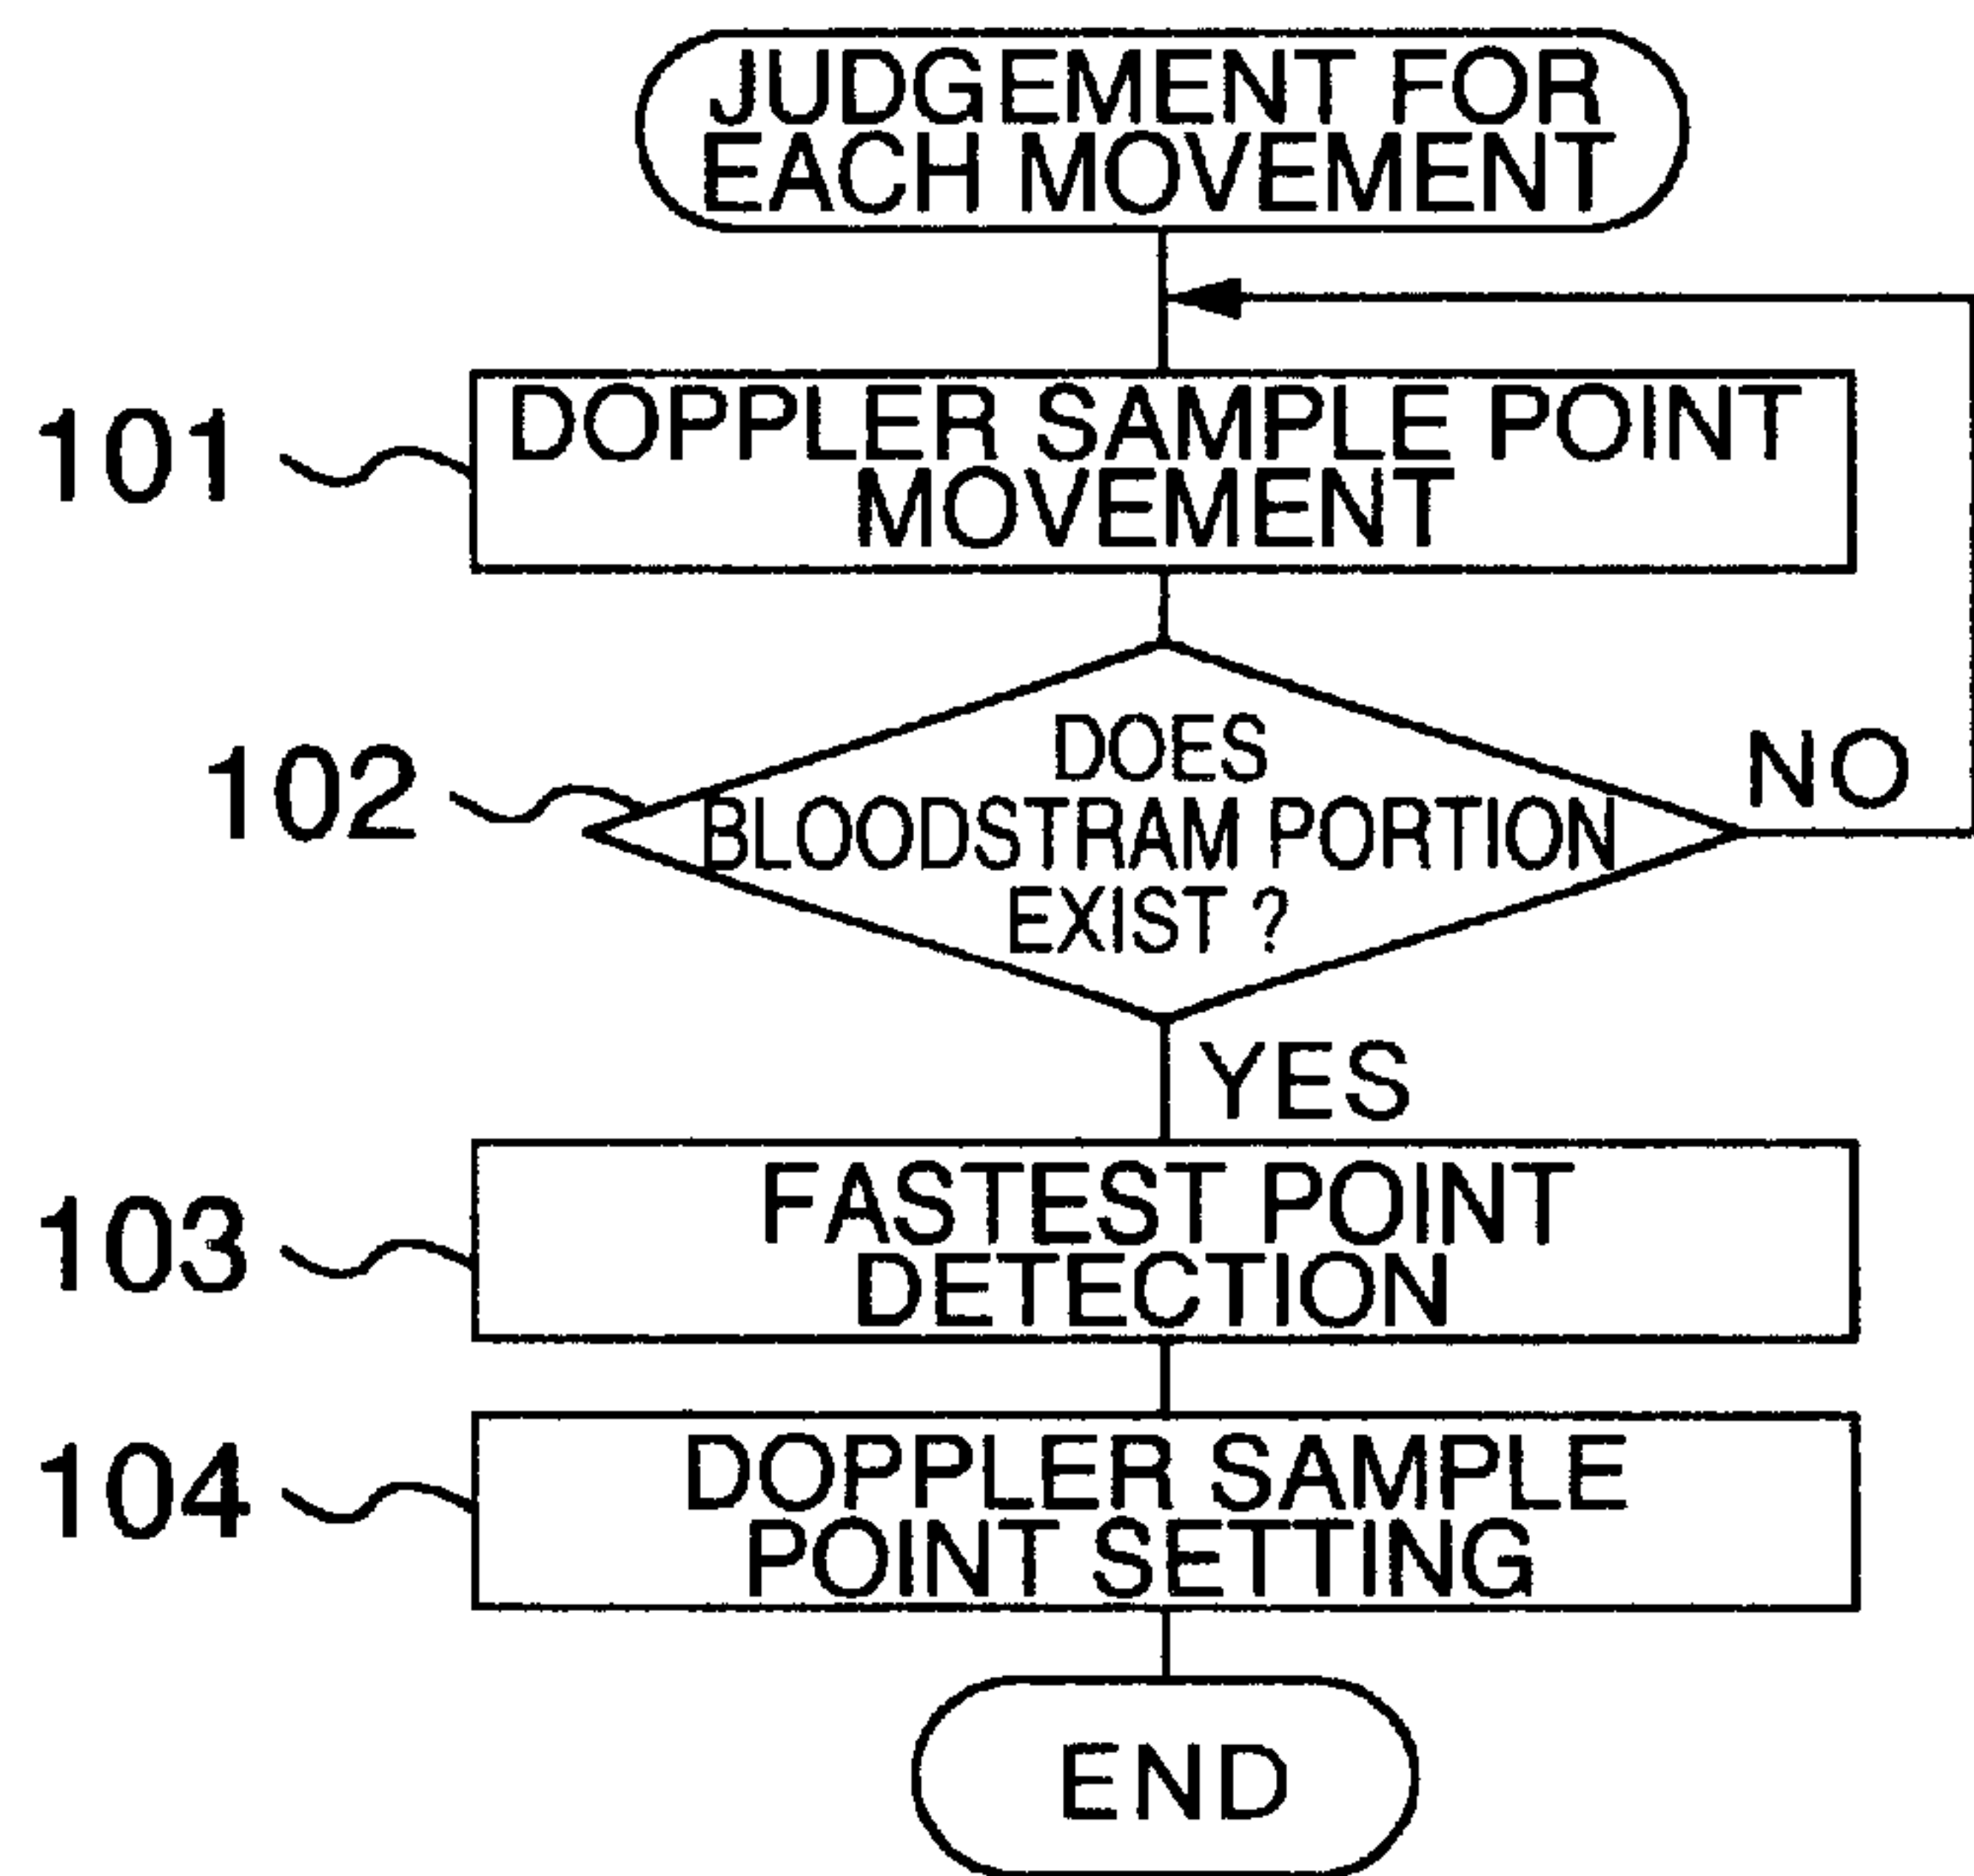 JUDGEMENT FOR
EACH MOVEMENT
101
DOPPLER SAMPLE POINT
MOVEMENT
102
DOES
BLOODSTRAM PORTION
EXIST ?
NO
YES
103
FASTEST POINT
DETECTION
104
DOPPLER SAMPLE
POINT SETTING
END